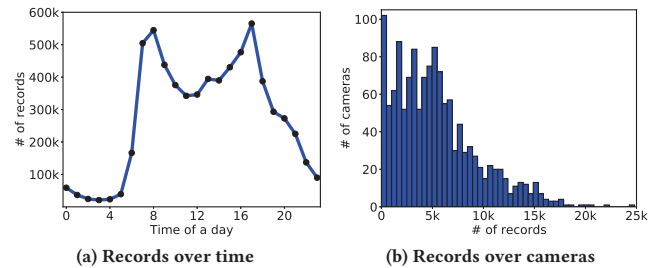 600k
500k
400k
300k
200k
100k
# of records
0 4 8 12 16 20
Time of a day
(a) Records over time
100
80
60
40
20
0
# of cameras
0 5k 10k 15k 20k 25k
# of records
(b) Records over cameras